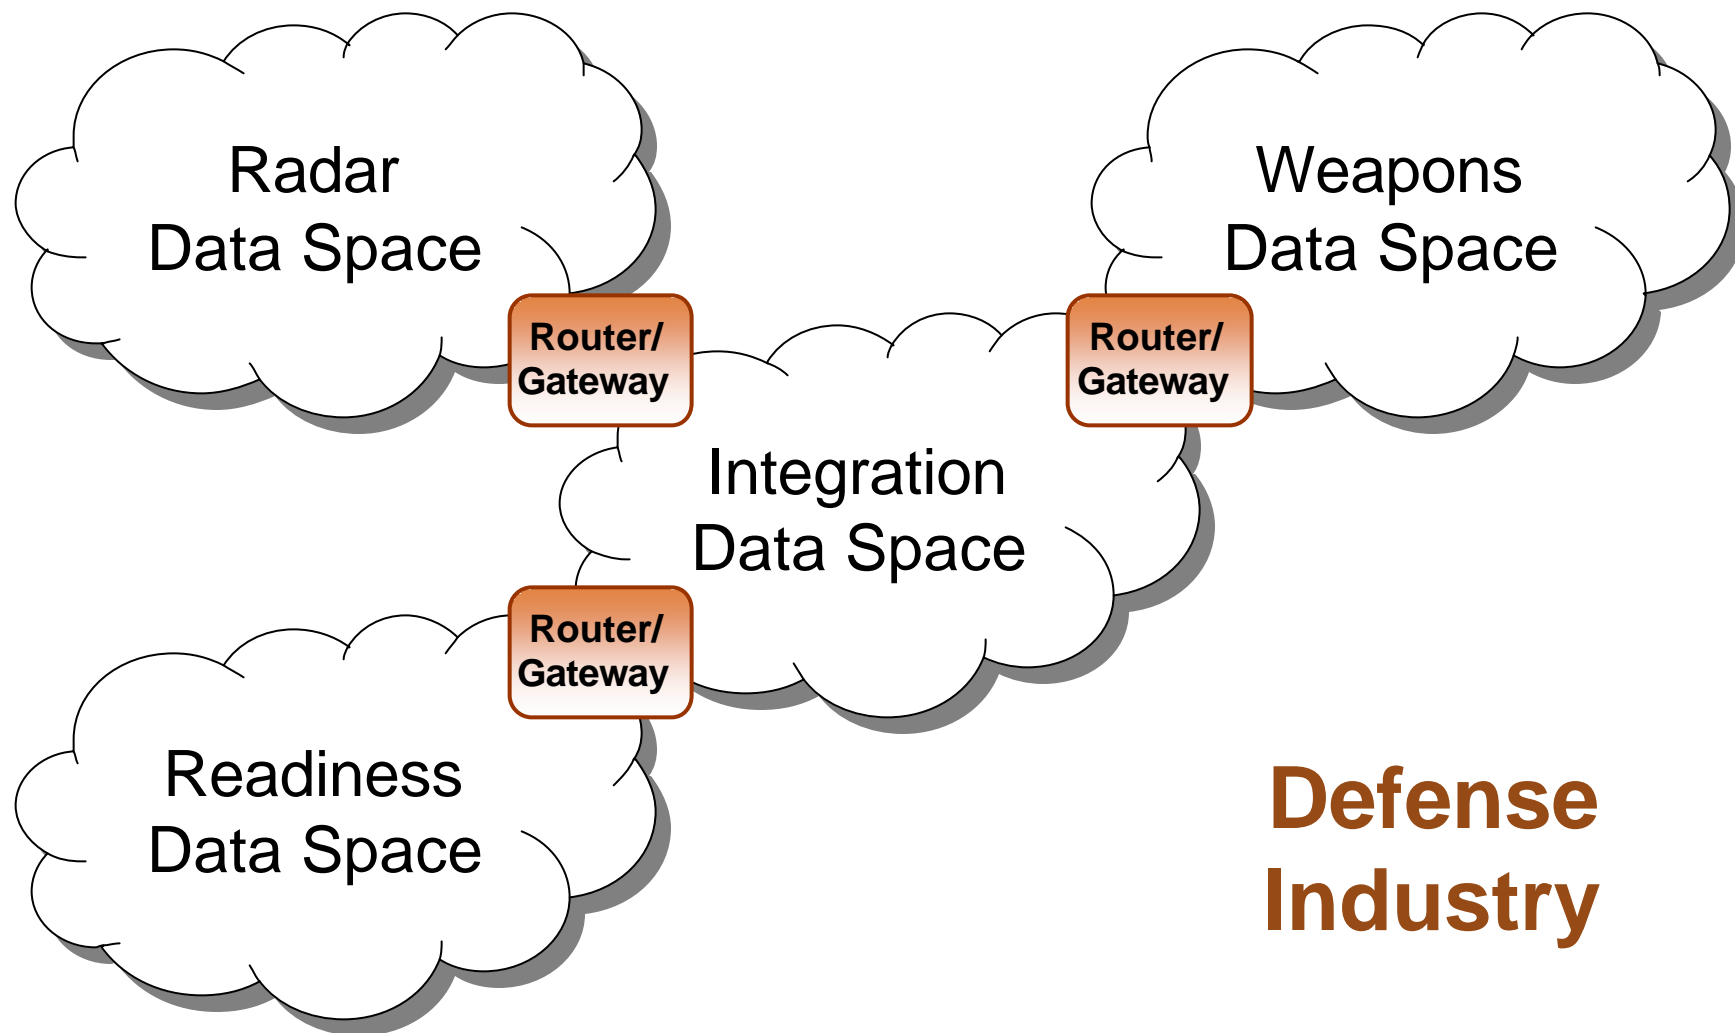 Radar
Data Space
Weapons
Data Space
Router/
Gateway
Router/
Gateway
Integration
Data Space
Router/
Gateway
Readiness
Data Space
Defense
Industry